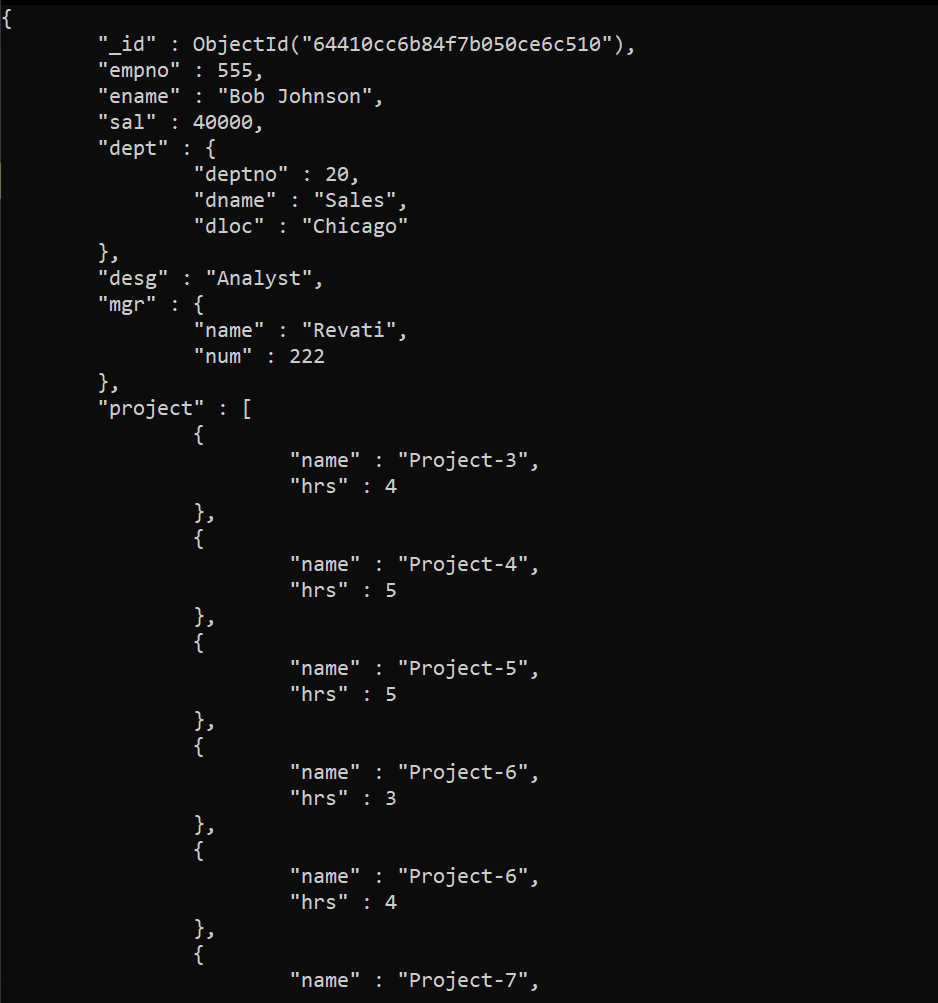 {
"_id" : ObjectId("64410cc6b84f7b050ce6c510"),
"empno" : 555,
"ename" : "Bob Johnson",
"sal" : 40000,
"dept" : {
"deptno" : 20,
"dname" : "Sales",
"dloc" : "Chicago"
},
"desg" : "Analyst",
"mgr" : {
"name" : "Revati",
"num" : 222
},
"project" : [
{
"name" : "Project-3",
"hrs" : 4
},
{
"name" : "Project-4",
"hrs" : 5
},
{
"name" : "Project-5",
"hrs" : 5
},
{
"name" : "Project-6",
"hrs" : 3
},
{
"name" : "Project-6",
"hrs" : 4
},
{
"name" : "Project-7",